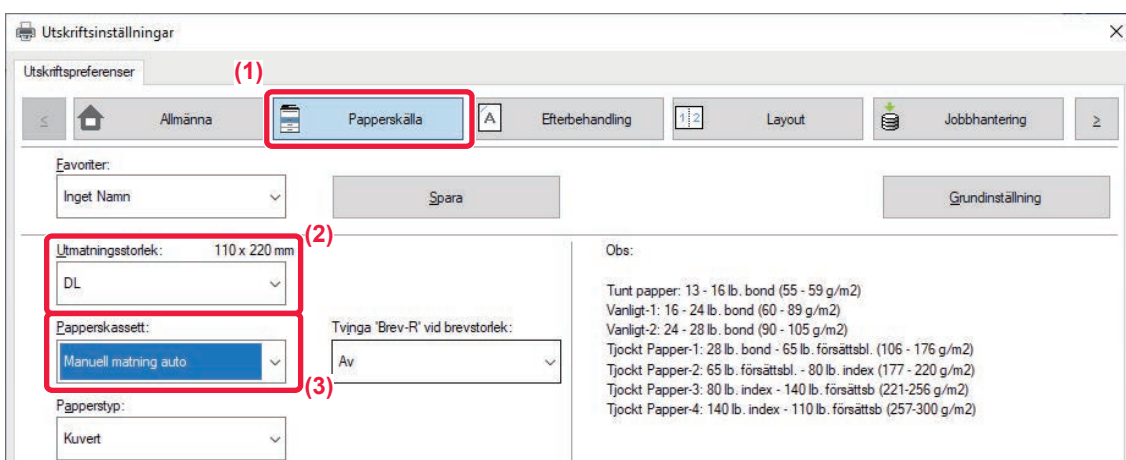 Utskriftsinställningar
Utskriftspreferenser
(1)
< Allmänna Papperskälla A Efterbehandling 1 2 Layout Jobbhantering >
Favoriter:
Inget Namn Spara Grundinställning
(2)
Utmatningsstorlek: 110 x 220 mm
DL
Papperskassett:
Manuell matning auto
(3)
Papperstyp:
Kuvert
Tvinga 'Brev-R' vid brevstorlek:
Av
Obs:
Tunt papper: 13 - 16 lb. bond (55 - 59 g/m2)
Vanligt-1: 16 - 24 lb. bond (60 - 89 g/m2)
Vanligt-2: 24 - 28 lb. bond (90 - 105 g/m2)
Tjockt Papper-1: 28 lb. bond - 65 lb. försättsbl. (106 - 176 g/m2)
Tjockt Papper-2: 65 lb. försättsbl. - 80 lb. index (177 - 220 g/m2)
Tjockt Papper-3: 80 lb. index - 140 lb. försättsb (221-256 g/m2)
Tjockt Papper-4: 140 lb. index - 110 lb. försättsb (257-300 g/m2)